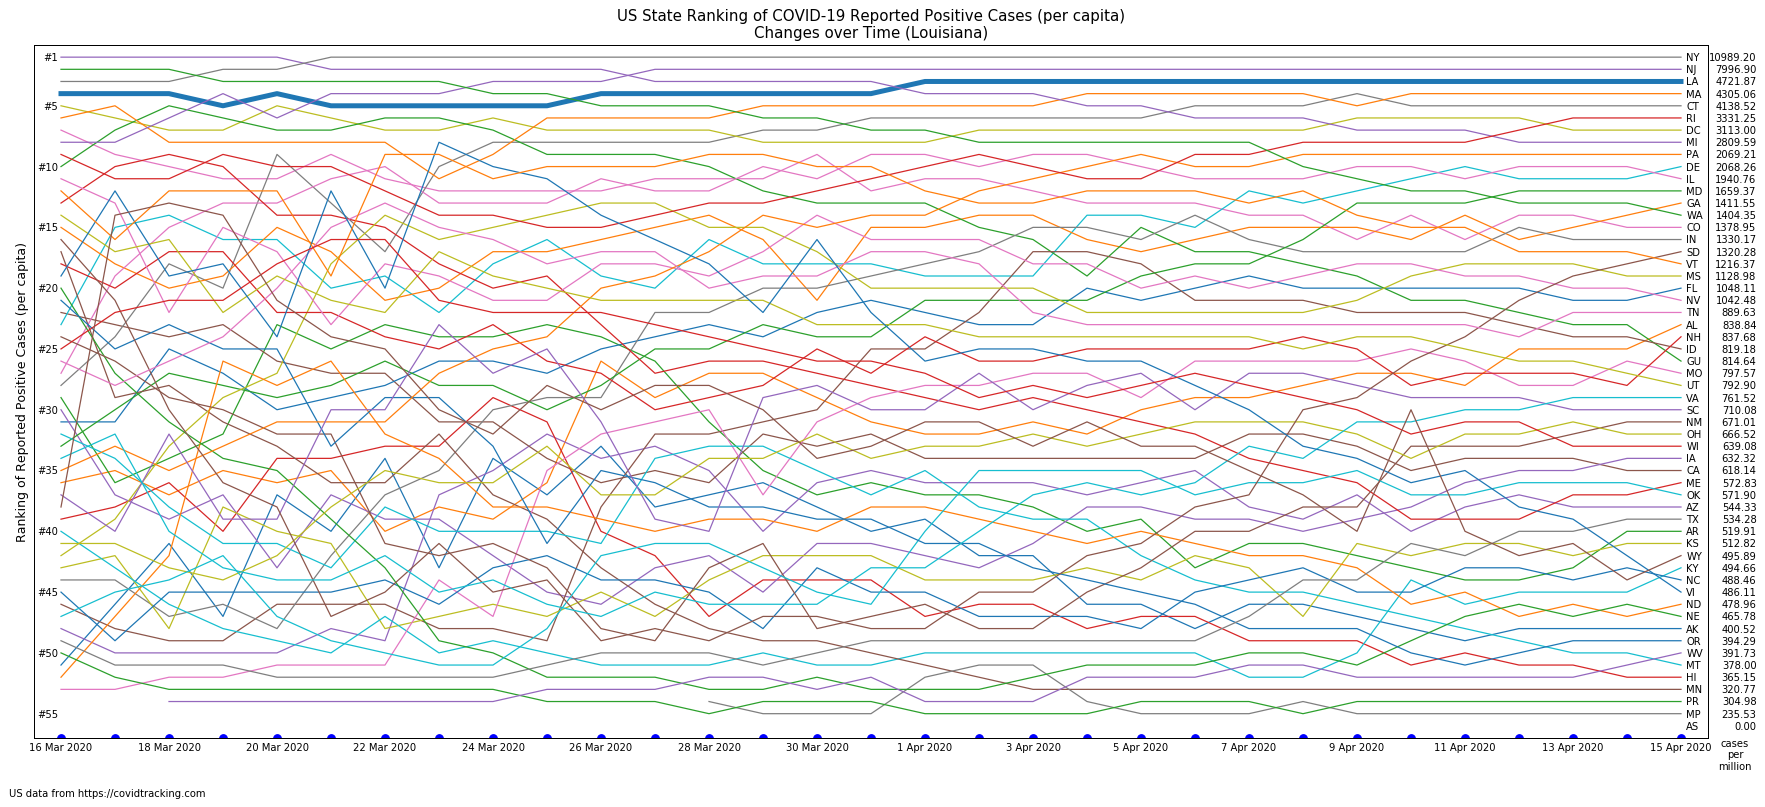 US State Ranking of COVID-19 Reported Positive Cases (per capita)
Changes over Time (Louisiana)
Ranking of Reported Positive Cases (per capita)
#1
#5
#10
#15
#20
#25
#30
#35
#40
#45
#50
#55
NY 10989.20
NJ 7996.90
LA 4721.87
MA 4305.06
CT 4138.52
RI 3331.25
DC 3113.00
MI 2809.59
PA 2069.21
DE 2068.26
IL 1940.76
MD 1659.37
GA 1411.55
WA 1404.35
CO 1378.95
IN 1330.17
SD 1320.28
VT 1216.37
MS 1128.98
FL 1048.11
NV 1042.48
TN 889.63
AL 838.84
NH 837.68
ID 819.18
GU 814.64
MO 797.57
UT 792.90
VA 761.52
SC 710.08
NM 671.01
OH 666.52
WI 639.08
IA 632.32
CA 618.14
ME 572.83
OK 571.90
AZ 544.33
TX 534.28
AR 519.91
KS 512.82
WY 495.89
KY 494.66
NC 488.46
VI 486.11
ND 478.96
NE 465.78
AK 400.52
OR 394.29
WV 391.73
MT 378.00
HI 365.15
MN 320.77
PR 304.98
MP 235.53
AS 0.00
16 Mar 2020 18 Mar 2020 20 Mar 2020 22 Mar 2020 24 Mar 2020 26 Mar 2020 28 Mar 2020 30 Mar 2020 1 Apr 2020 3 Apr 2020 5 Apr 2020 7 Apr 2020 9 Apr 2020 11 Apr 2020 13 Apr 2020 15 Apr 2020
cases
per
million
US data from https://covidtracking.com